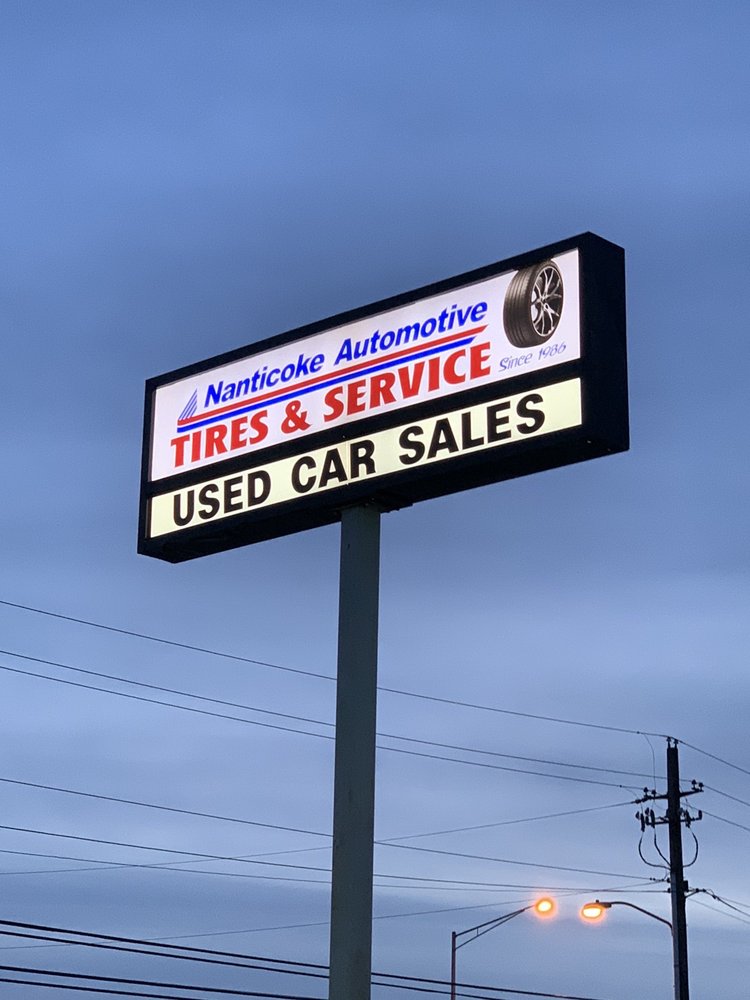 Nanticoke Automotive
TIRES & SERVICE
Since 1986
USED CAR SALES